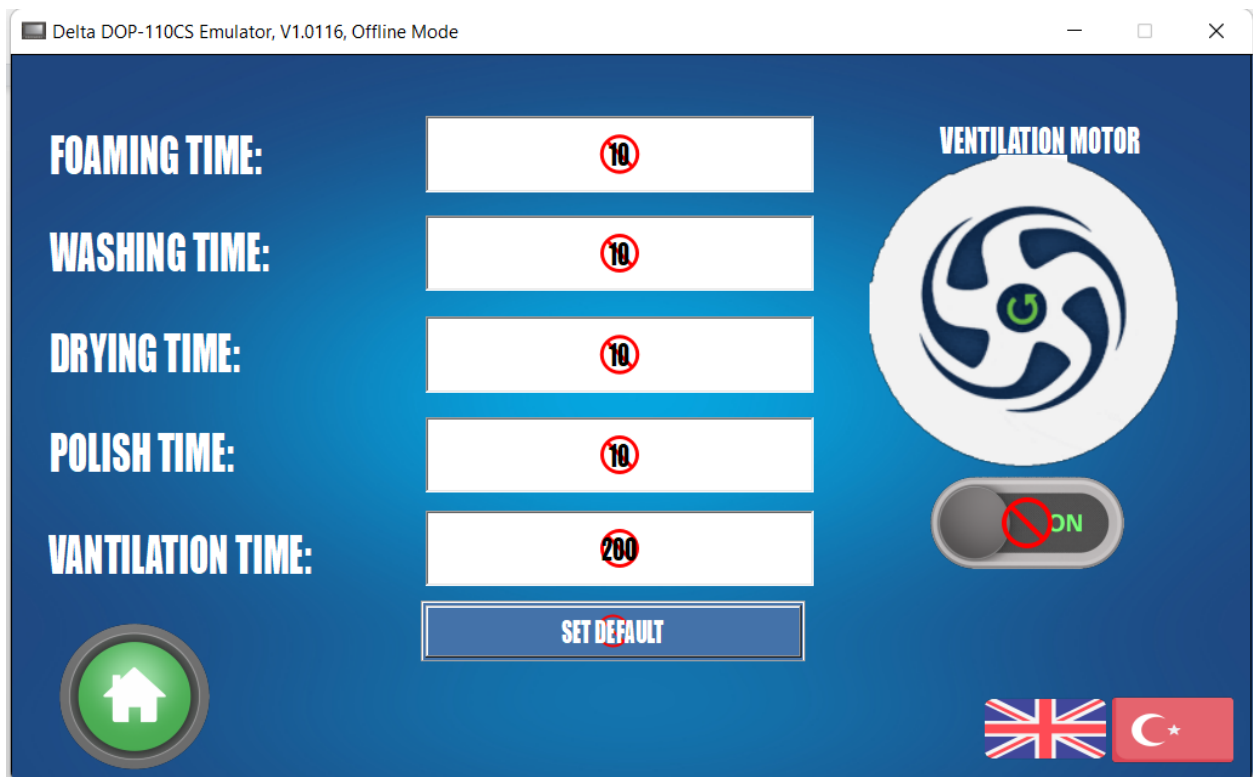 Delta DOP-110CS Emulator, V1.0116, Offline Mode
FOAMING TIME:
10
VENTILATION MOTOR
WASHING TIME:
10
DRYING TIME:
10
POLISH TIME:
10
ON
VANTILATION TIME:
200
SET DEFAULT